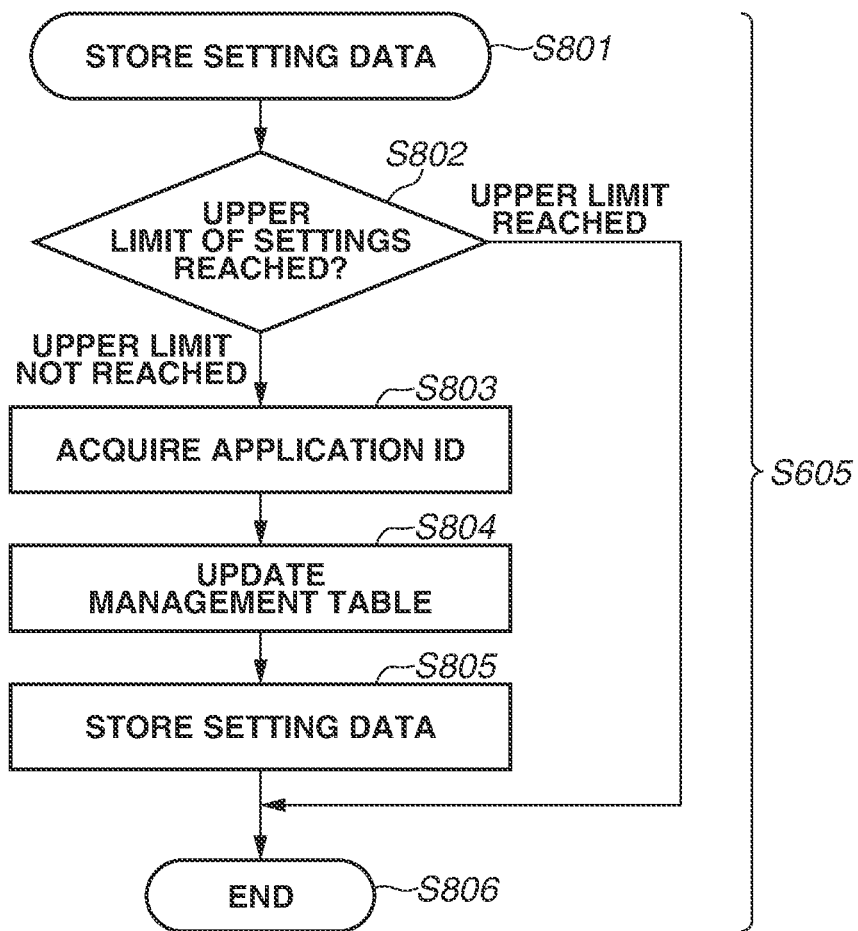 STORE SETTING DATA
S801
S802
UPPER
LIMIT OF SETTINGS
REACHED?
UPPER LIMIT
REACHED
UPPER LIMIT
NOT REACHED
S803
ACQUIRE APPLICATION ID
S605
S804
UPDATE
MANAGEMENT TABLE
S805
STORE SETTING DATA
END
S806